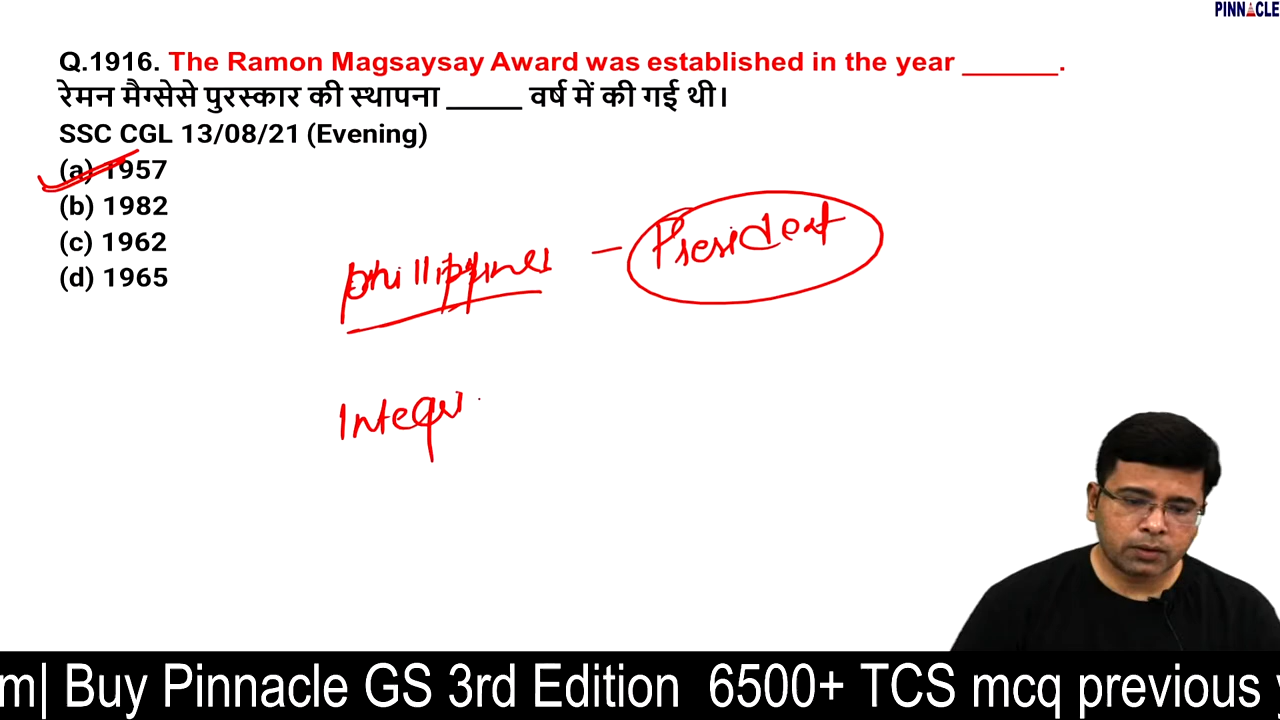 PINNACLE
Q.1916. The Ramon Magsaysay Award was established in the year ______.
रेमन मैग्सेसे पुरस्कार की स्थापना _____ वर्ष में की गई थी।
SSC CGL 13/08/21 (Evening)
(a) 1957
(b) 1982
(c) 1962
(d) 1965
phillippines – President
Integri
m| Buy Pinnacle GS 3rd Edition 6500+ TCS mcq previous y